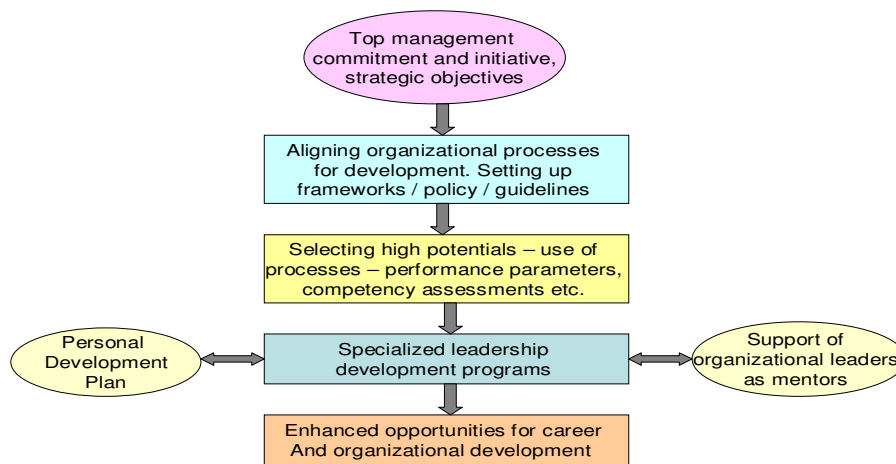 Top management
commitment and initiative,
strategic objectives
Aligning organizational processes
for development. Setting up
frameworks / policy / guidelines
Selecting high potentials – use of
processes – performance parameters,
competency assessments etc.
Personal
Development
Plan
Specialized leadership
development programs
Support of
organizational leaders
as mentors
Enhanced opportunities for career
And organizational development